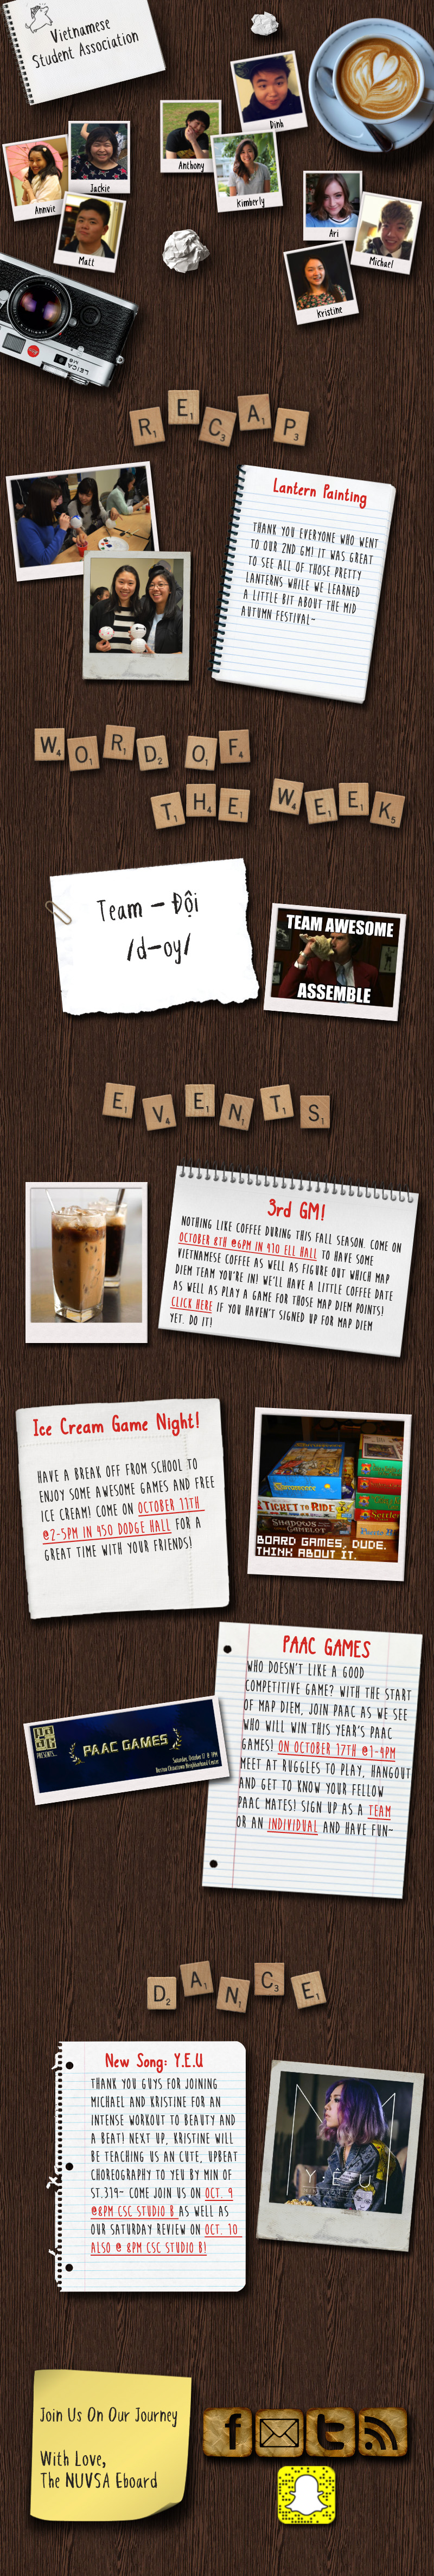 Vietnamese
Student Association
Dinh
Anthony
Kimberly
Jackie
Annvie
Matt
Ari
Michael
Kristine
LEICA
M8
RECAP
Lantern Painting
THANK YOU EVERYONE WHO WENT
TO OUR 2ND GM! IT WAS GREAT
TO SEE ALL OF THOSE PRETTY
LANTERNS WHILE WE LEARNED
A LITTLE BIT ABOUT THE MID
AUTUMN FESTIVAL~
WORD OF
THE WEEK
Team - Đội
/d-oy/
TEAM AWESOME
ASSEMBLE
EVENTS
3rd GM!
NOTHING LIKE COFFEE DURING THIS FALL SEASON. COME ON
OCTOBER 8TH @6PM IN 410 ELL HALL TO HAVE SOME
VIETNAMESE COFFEE AS WELL AS FIGURE OUT WHICH MAP
DIEM TEAM YOU'RE IN! WE'LL HAVE A LITTLE COFFEE DATE
AS WELL AS PLAY A GAME FOR THOSE MAP DIEM POINTS!
CLICK HERE IF YOU HAVEN'T SIGNED UP FOR MAP DIEM
YET. DO IT!
Ice Cream Game Night!
HAVE A BREAK OFF FROM SCHOOL TO
ENJOY SOME AWESOME GAMES AND FREE
ICE CREAM! COME ON OCTOBER 11TH
@2-5PM IN 450 DODGE HALL FOR A
GREAT TIME WITH YOUR FRIENDS!
Carcassonne
TICKET TO RIDE
SHADOWS OVER
CAMELOT
BOARD GAMES, DUDE.
THINK ABOUT IT.
PAAC GAMES
WHO DOESN'T LIKE A GOOD
COMPETITIVE GAME? WITH THE START
OF MAP DIEM, JOIN PAAC AS WE SEE
WHO WILL WIN THIS YEAR'S PAAC
GAMES! ON OCTOBER 17TH @1-4PM
MEET AT RUGGLES TO PLAY, HANGOUT
AND GET TO KNOW YOUR FELLOW
PAAC MATES! SIGN UP AS A TEAM
OR AN INDIVIDUAL AND HAVE FUN~
PRESENTS...
PAAC GAMES
Saturday, October 17 @ 1PM
Boston Chinatown Neighborhood Center
DANCE
New Song: Y.E.U
THANK YOU GUYS FOR JOINING
MICHAEL AND KRISTINE FOR AN
INTENSE WORKOUT TO BEAUTY AND
A BEAT! NEXT UP, KRISTINE WILL
BE TEACHING US AN CUTE, UPBEAT
CHOREOGRAPHY TO YEU BY MIN OF
ST.319~ COME JOIN US ON OCT. 9
@8PM CSC STUDIO B AS WELL AS
OUR SATURDAY REVIEW ON OCT. 10
ALSO @ 8PM CSC STUDIO B!
Y.E.U
Join Us On Our Journey
With Love,
The NUVSA Eboard